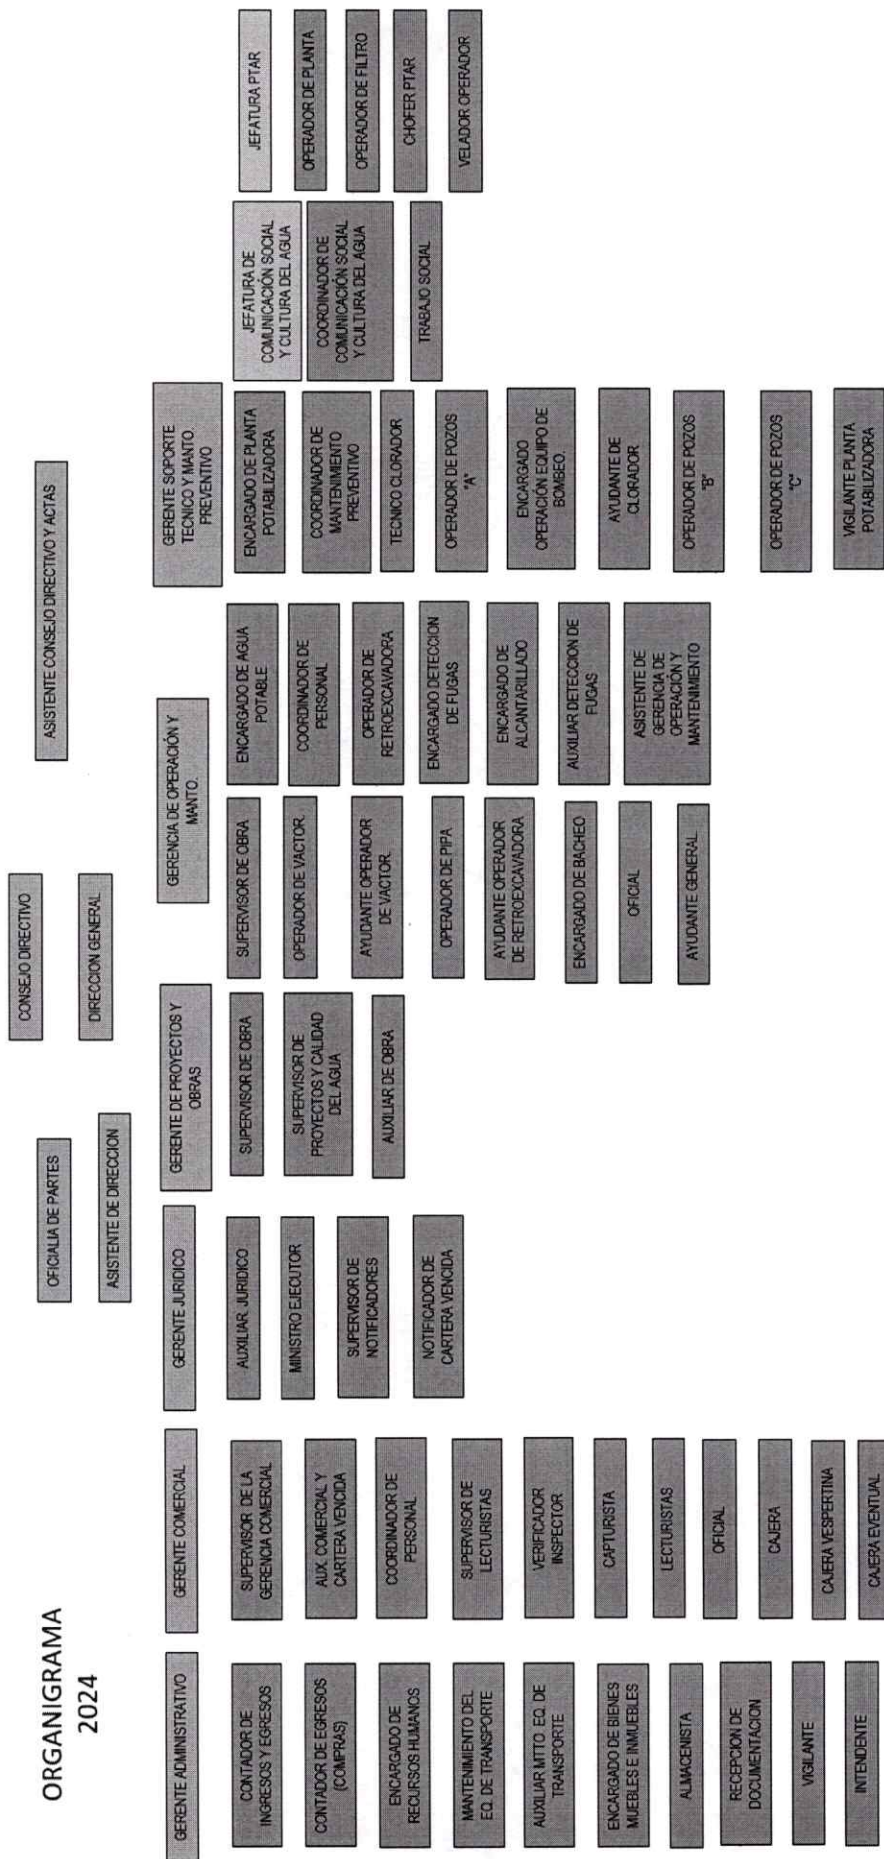 ORGANIGRAMA
2024
CONSEJO DIRECTIVO
OFICIALIA DE PARTES
ASISTENTE CONSEJO DIRECTIVO Y ACTAS
DIRECCION GENERAL
ASISTENTE DE DIRECCION
GERENTE ADMINISTRATIVO
CONTADOR DE
INGRESOS Y EGRESOS
CONTADOR DE EGRESOS
(COMPRAS)
ENCARGADO DE
RECURSOS HUMANOS
MANTENIMIENTO DEL
EQ. DE TRANSPORTE
AUXILIAR MTTO. EQ. DE
TRANSPORTE
ENCARGADO DE BIENES
MUEBLES E INMUEBLES
ALMACENISTA
RECEPCION DE
DOCUMENTACION
VIGILANTE
INTENDENTE
GERENTE COMERCIAL
SUPERVISOR DE LA
GERENCIA COMERCIAL
AUX. COMERCIAL Y
CARTERA VENCIDA
COORDINADOR DE
PERSONAL
SUPERVISOR DE
LECTURISTAS
VERIFICADOR
INSPECTOR
CAPTURISTA
LECTURISTAS
OFICIAL
CAJERA
CAJERA VESPERTINA
CAJERA EVENTUAL
GERENTE JURIDICO
AUXILIAR JURIDICO
MINISTRO EJECUTOR
SUPERVISOR DE
NOTIFICADORES
NOTIFICADOR DE
CARTERA VENCIDA
GERENTE DE PROYECTOS Y
OBRAS
SUPERVISOR DE OBRA
SUPERVISOR DE
PROYECTOS Y CALIDAD
DEL AGUA
AUXILIAR DE OBRA
GERENCIA DE OPERACIÓN Y
MANTO.
SUPERVISOR DE OBRA
OPERADOR DE VACTOR.
AYUDANTE OPERADOR
DE VACTOR.
OPERADOR DE PIPA
AYUDANTE OPERADOR
DE RETROEXCAVADORA
ENCARGADO DE BACHEO
OFICIAL
AYUDANTE GENERAL
ENCARGADO DE AGUA
POTABLE
COORDINADOR DE
PERSONAL
OPERADOR DE
RETROEXCAVADORA
ENCARGADO DETECCION
DE FUGAS
ENCARGADO DE
ALCANTARILLADO
AUXILIAR DETECCION DE
FUGAS
ASISTENTE DE
GERENCIA DE
OPERACION Y
MANTENIMIENTO
GERENTE SOPORTE
TECNICO Y MANTO.
PREVENTIVO
ENCARGADO DE PLANTA
POTABILIZADORA
COORDINADOR DE
MANTENIMIENTO
PREVENTIVO
TECNICO CLORADOR
OPERADOR DE POZOS
"A"
ENCARGADO
OPERACIÓN EQUIPO DE
BOMBEO.
AYUDANTE DE
CLORADOR
OPERADOR DE POZOS
"B"
OPERADOR DE POZOS
"C"
VIGILANTE PLANTA
POTABILIZADORA
JEFATURA DE
COMUNICACIÓN SOCIAL
Y CULTURA DEL AGUA
COORDINADOR DE
COMUNICACIÓN SOCIAL
Y CULTURA DEL AGUA
TRABAJO SOCIAL
JEFATURA PTAR
OPERADOR DE PLANTA
OPERADOR DE FILTRO
CHOFER PTAR
VELADOR OPERADOR